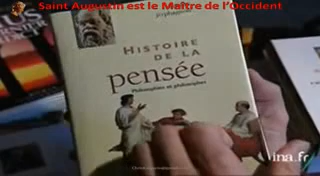 Saint Augustin est le Maître de l'Occident
HISTOIRE
DE LA
pensée
Philosophies et philosophes
ina.fr